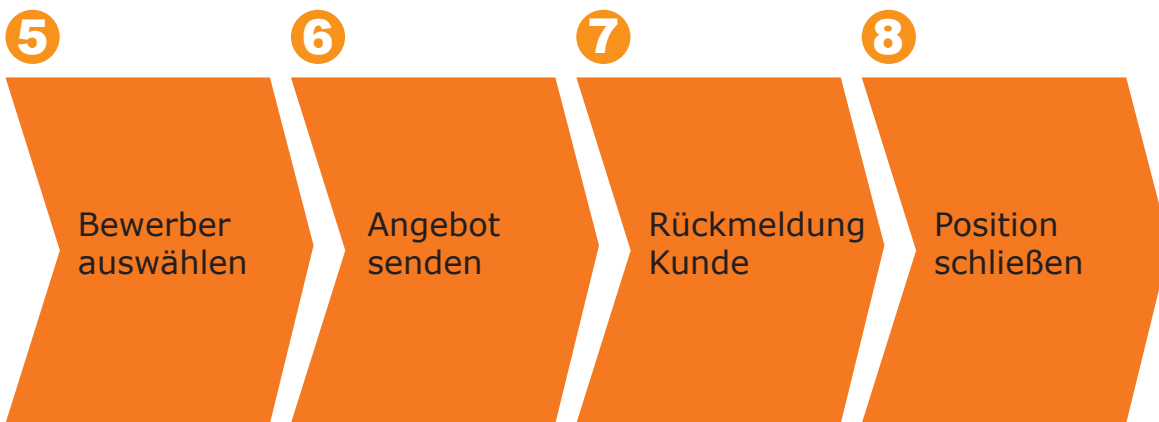 5
6
7
8
Bewerber
auswählen
Angebot
senden
Rückmeldung
Kunde
Position
schließen